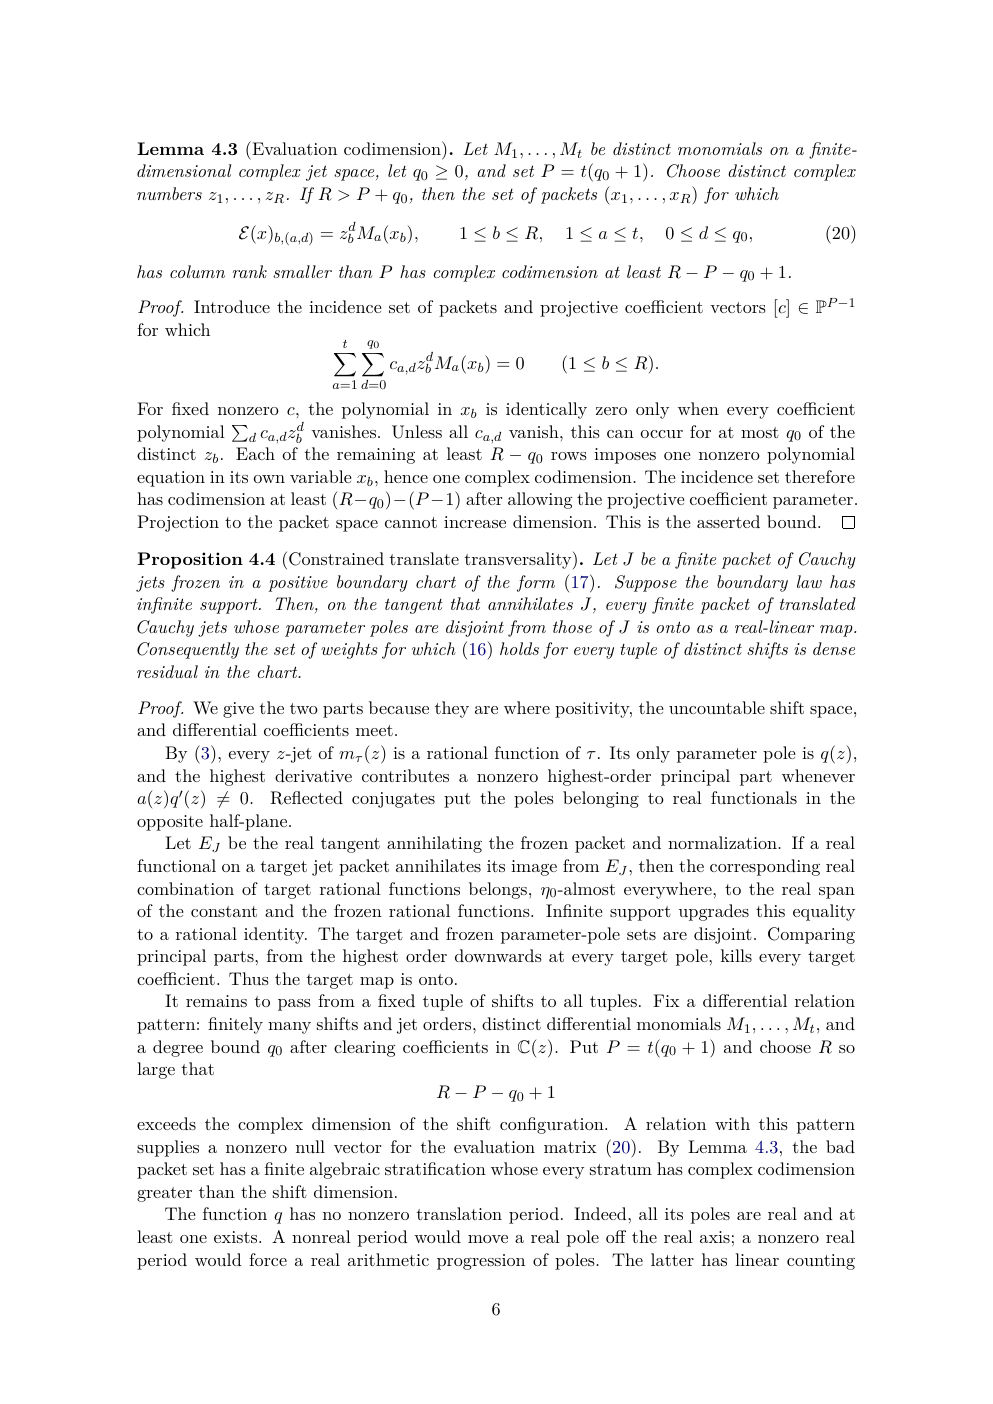 Lemma 4.3 (Evaluation codimension). Let M₁, . . . , Mₜ be distinct monomials on a finite-
dimensional complex jet space, let q₀ ≥ 0, and set P = t(q₀ + 1). Choose distinct complex
numbers z₁, . . . , z_R. If R > P + q₀, then the set of packets (x₁, . . . , x_R) for which
ℰ(x)_{b,(a,d)} = z_b^d M_a(x_b), 1 ≤ b ≤ R, 1 ≤ a ≤ t, 0 ≤ d ≤ q₀, (20)
has column rank smaller than P has complex codimension at least R − P − q₀ + 1.
Proof. Introduce the incidence set of packets and projective coefficient vectors [c] ∈ ℙ^{P−1}
for which
∑_{a=1}^{t} ∑_{d=0}^{q₀} c_{a,d} z_b^d M_a(x_b) = 0 (1 ≤ b ≤ R).
For fixed nonzero c, the polynomial in x_b is identically zero only when every coefficient
polynomial ∑_d c_{a,d} z_b^d vanishes. Unless all c_{a,d} vanish, this can occur for at most q₀ of the
distinct z_b. Each of the remaining at least R − q₀ rows imposes one nonzero polynomial
equation in its own variable x_b, hence one complex codimension. The incidence set therefore
has codimension at least (R−q₀)−(P−1) after allowing the projective coefficient parameter.
Projection to the packet space cannot increase dimension. This is the asserted bound. □
Proposition 4.4 (Constrained translate transversality). Let J be a finite packet of Cauchy
jets frozen in a positive boundary chart of the form (17). Suppose the boundary law has
infinite support. Then, on the tangent that annihilates J, every finite packet of translated
Cauchy jets whose parameter poles are disjoint from those of J is onto as a real-linear map.
Consequently the set of weights for which (16) holds for every tuple of distinct shifts is dense
residual in the chart.
Proof. We give the two parts because they are where positivity, the uncountable shift space,
and differential coefficients meet.
By (3), every z-jet of m_τ(z) is a rational function of τ. Its only parameter pole is q(z),
and the highest derivative contributes a nonzero highest-order principal part whenever
a(z)q′(z) ≠ 0. Reflected conjugates put the poles belonging to real functionals in the
opposite half-plane.
Let E_J be the real tangent annihilating the frozen packet and normalization. If a real
functional on a target jet packet annihilates its image from E_J, then the corresponding real
combination of target rational functions belongs, η₀-almost everywhere, to the real span
of the constant and the frozen rational functions. Infinite support upgrades this equality
to a rational identity. The target and frozen parameter-pole sets are disjoint. Comparing
principal parts, from the highest order downwards at every target pole, kills every target
coefficient. Thus the target map is onto.
It remains to pass from a fixed tuple of shifts to all tuples. Fix a differential relation
pattern: finitely many shifts and jet orders, distinct differential monomials M₁, . . . , Mₜ, and
a degree bound q₀ after clearing coefficients in ℂ(z). Put P = t(q₀ + 1) and choose R so
large that
R − P − q₀ + 1
exceeds the complex dimension of the shift configuration. A relation with this pattern
supplies a nonzero null vector for the evaluation matrix (20). By Lemma 4.3, the bad
packet set has a finite algebraic stratification whose every stratum has complex codimension
greater than the shift dimension.
The function q has no nonzero translation period. Indeed, all its poles are real and at
least one exists. A nonreal period would move a real pole off the real axis; a nonzero real
period would force a real arithmetic progression of poles. The latter has linear counting
6